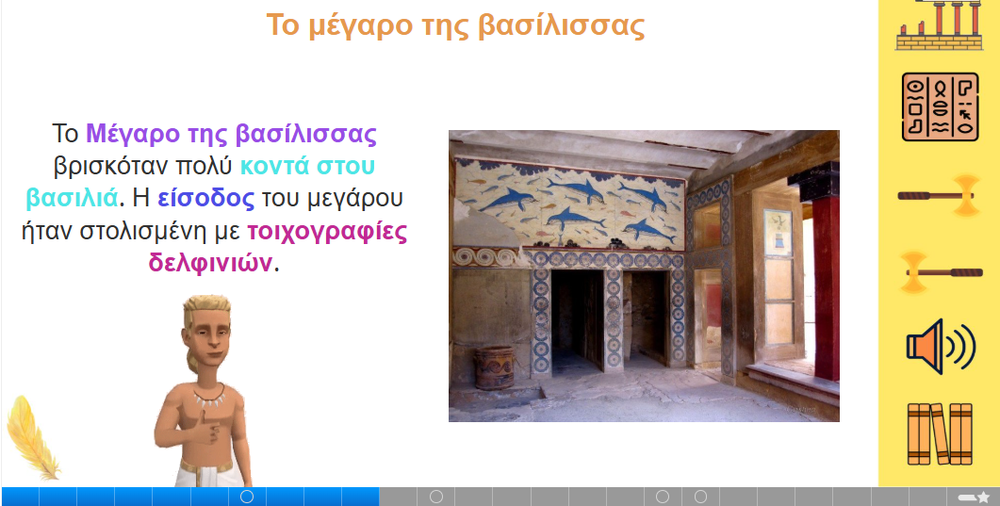 Το μέγαρο της βασίλισσας
Το Μέγαρο της βασίλισσας
βρισκόταν πολύ κοντά στου
βασιλιά. Η είσοδος του μεγάρου
ήταν στολισμένη με τοιχογραφίες
δελφινιών.